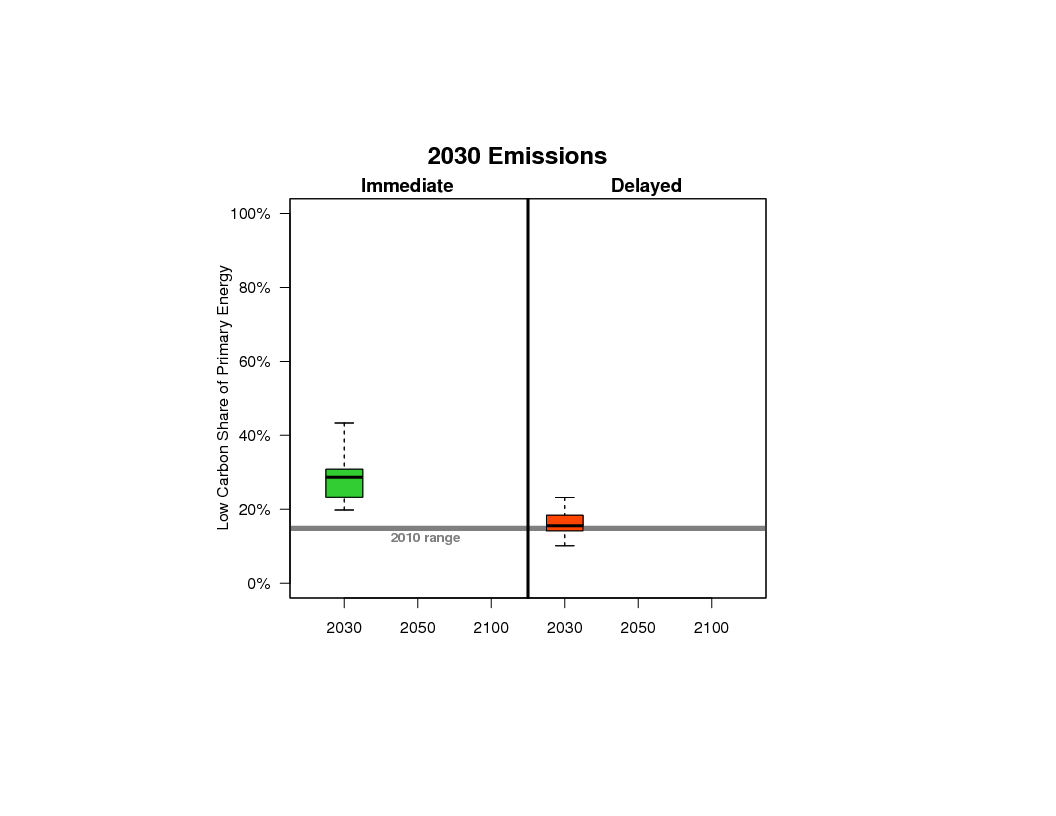 2030 Emissions
Immediate Delayed
Low Carbon Share of Primary Energy
100%
80%
60%
40%
20%
0%
2010 range
2030 2050 2100 2030 2050 2100